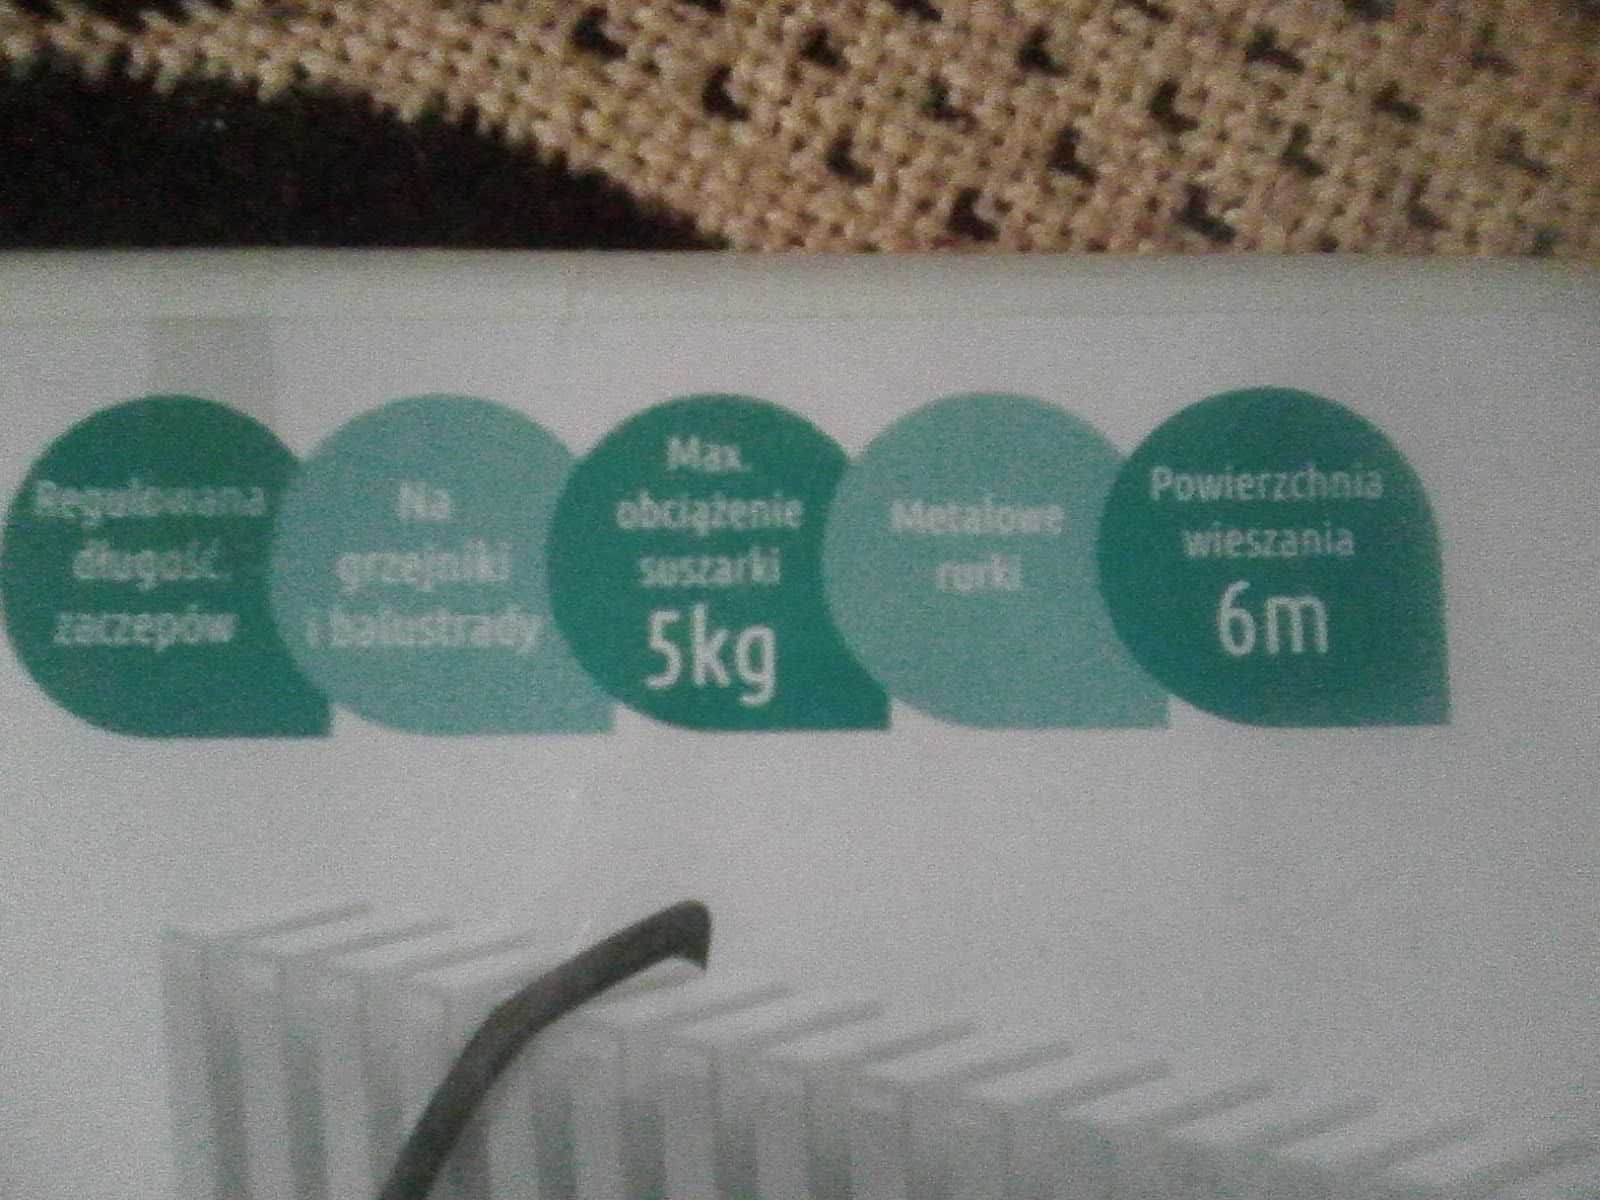 Regulowana
długość
zaczepów
Na
grzejniki
i balustrady
Max.
obciążenie
suszarki
5kg
Metalowe
rurki
Powierzchnia
wieszania
6m